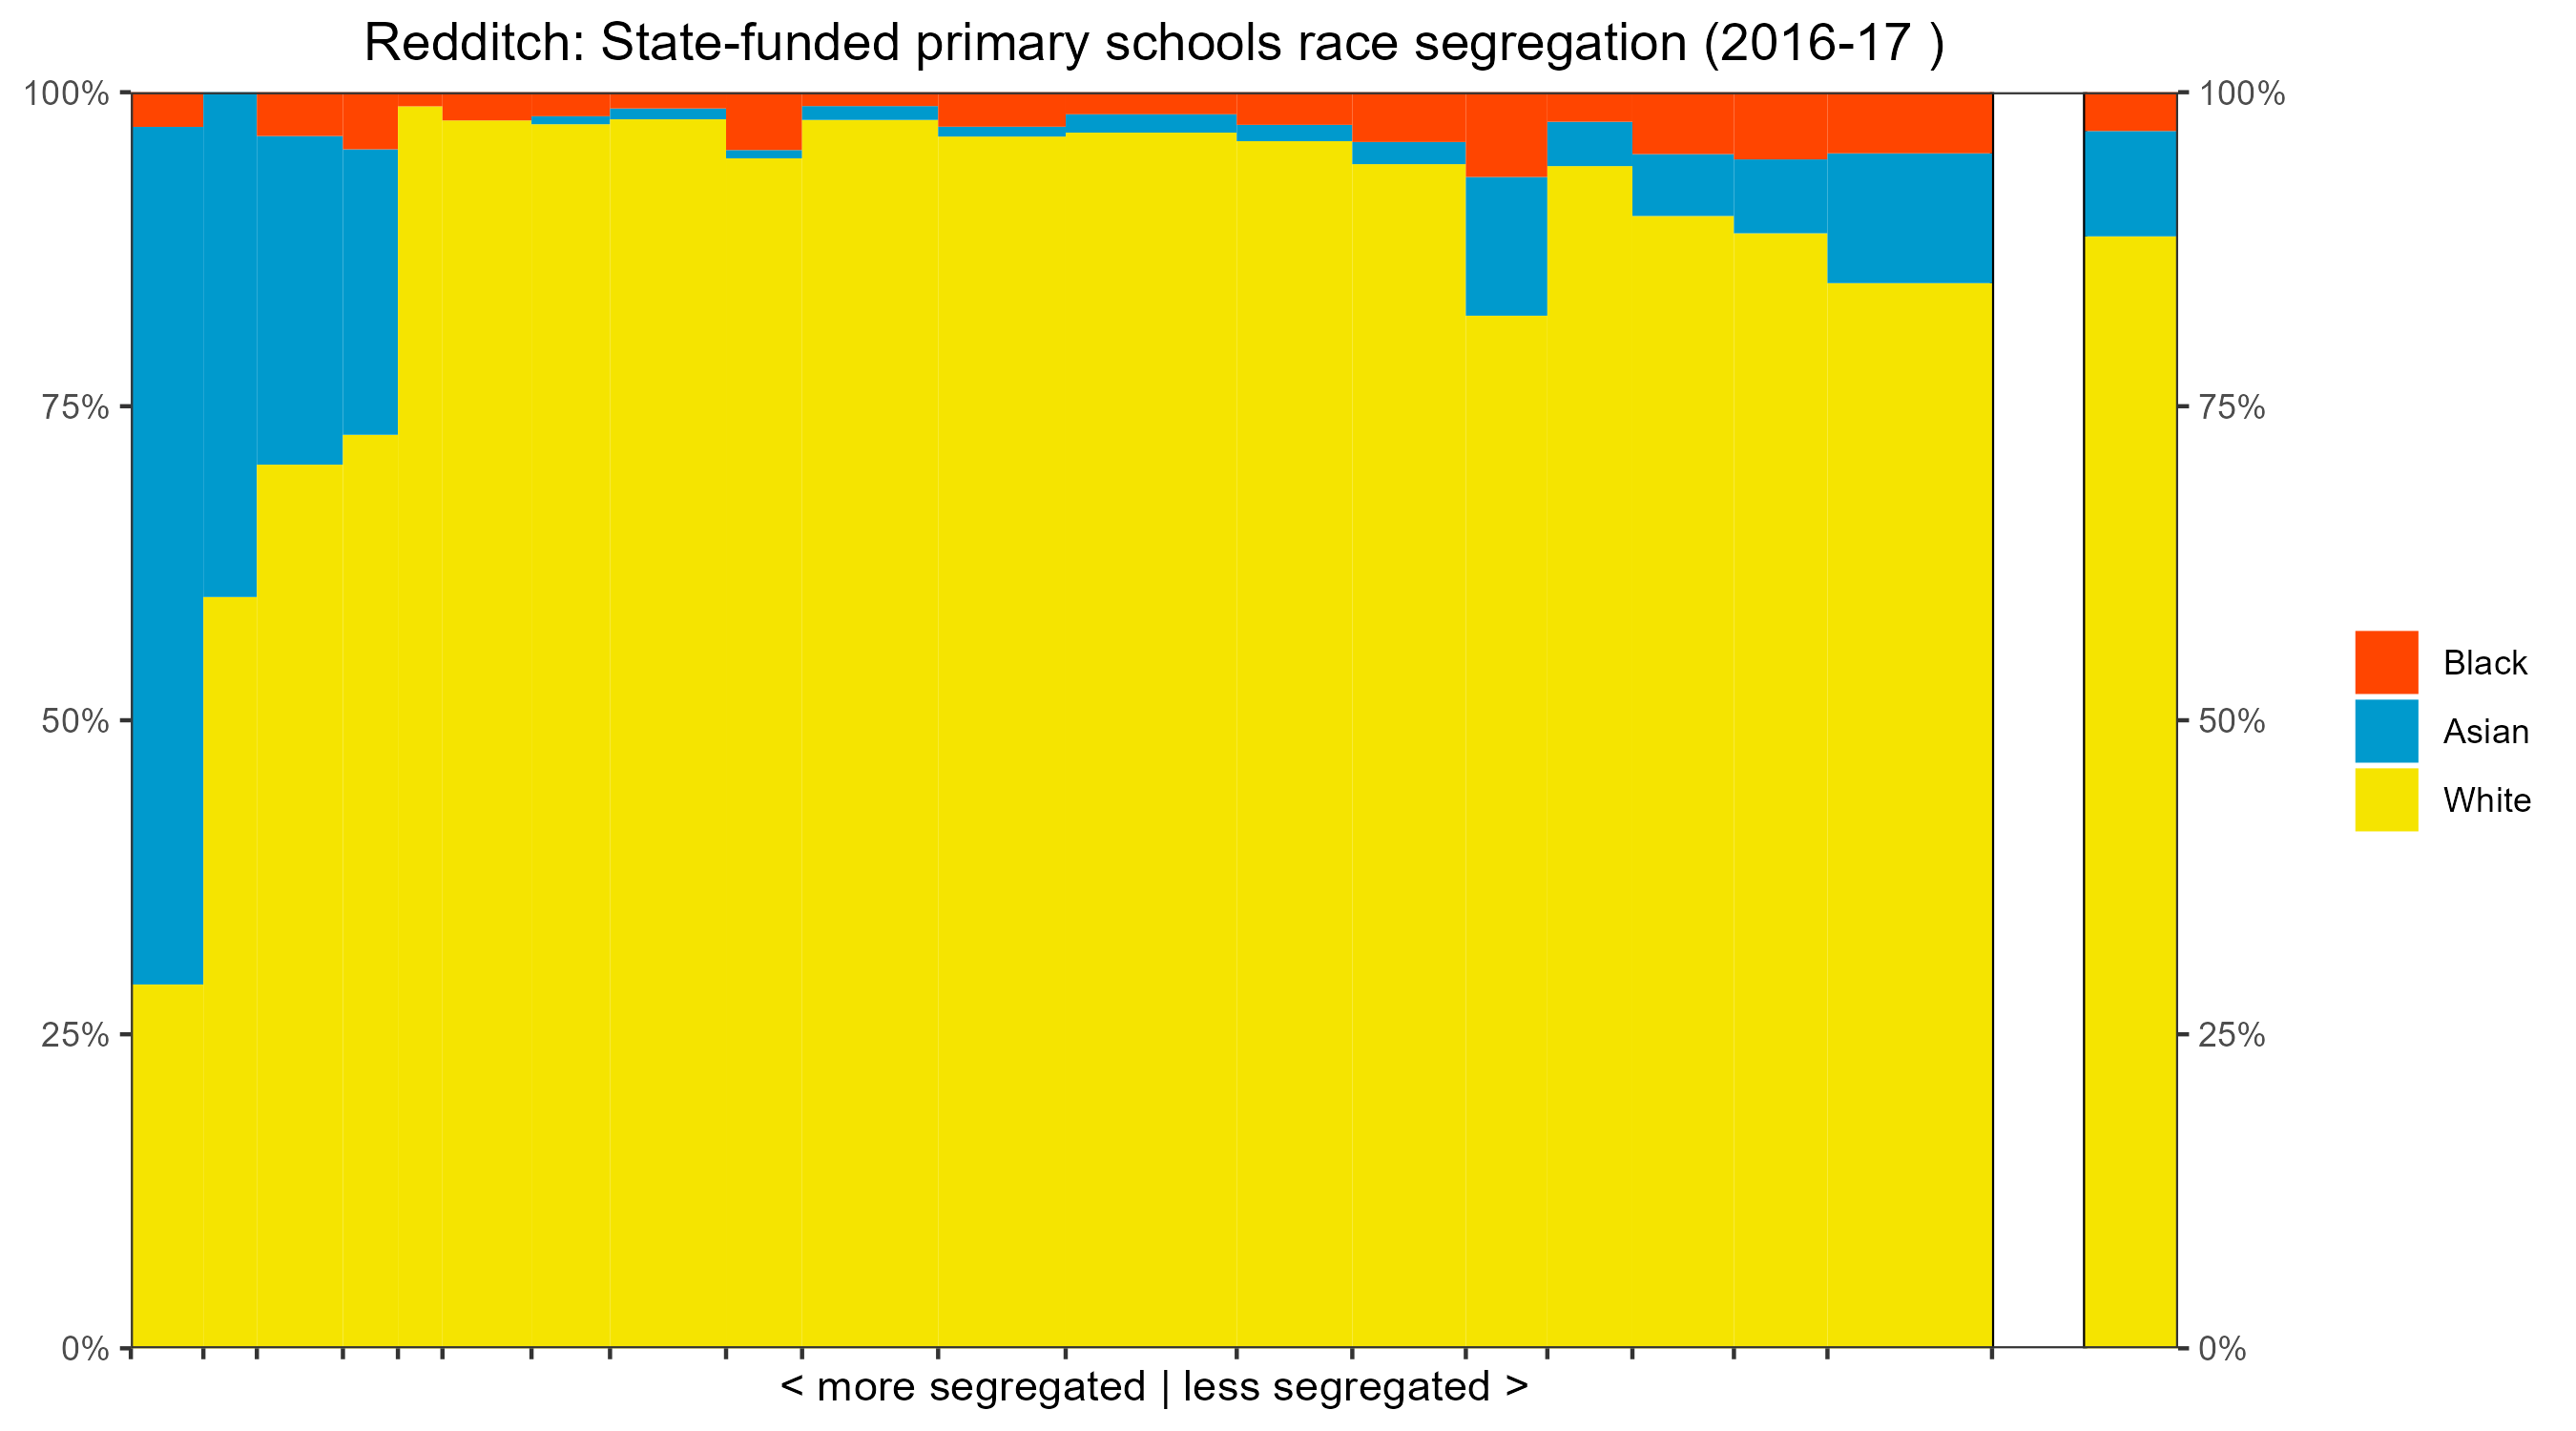 Redditch: State-funded primary schools race segregation (2016-17 )
100%
75%
50%
25%
0%
100%
75%
50%
25%
0%
Black
Asian
White
< more segregated | less segregated >